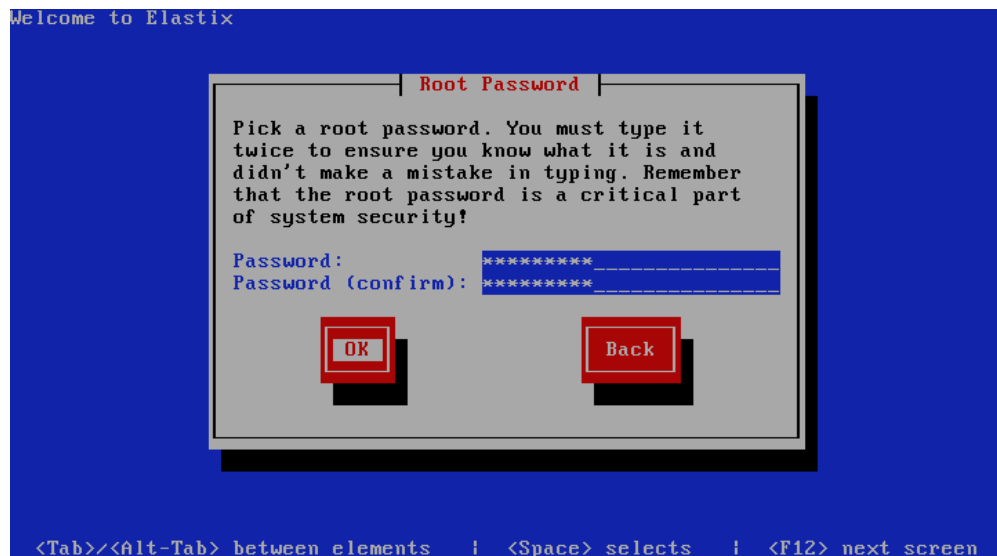 Welcome to Elastix
Root Password
Pick a root password. You must type it
twice to ensure you know what it is and
didn't make a mistake in typing. Remember
that the root password is a critical part
of system security!
Password: *********_______________
Password (confirm): *********_______________
OK Back
<Tab>/<Alt-Tab> between elements | <Space> selects | <F12> next screen